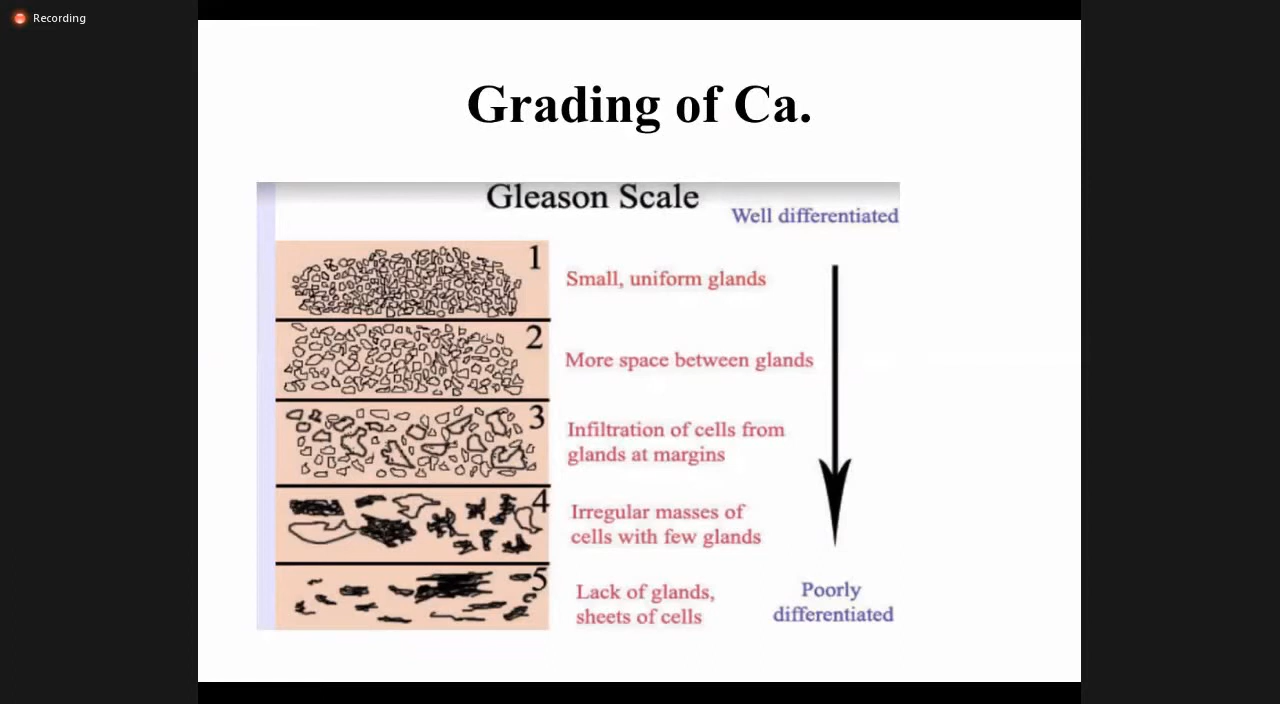 Recording
Grading of Ca.
Gleason Scale
Well differentiated
1
Small, uniform glands
2
More space between glands
3
Infiltration of cells from
glands at margins
4
Irregular masses of
cells with few glands
5
Lack of glands,
sheets of cells
Poorly
differentiated